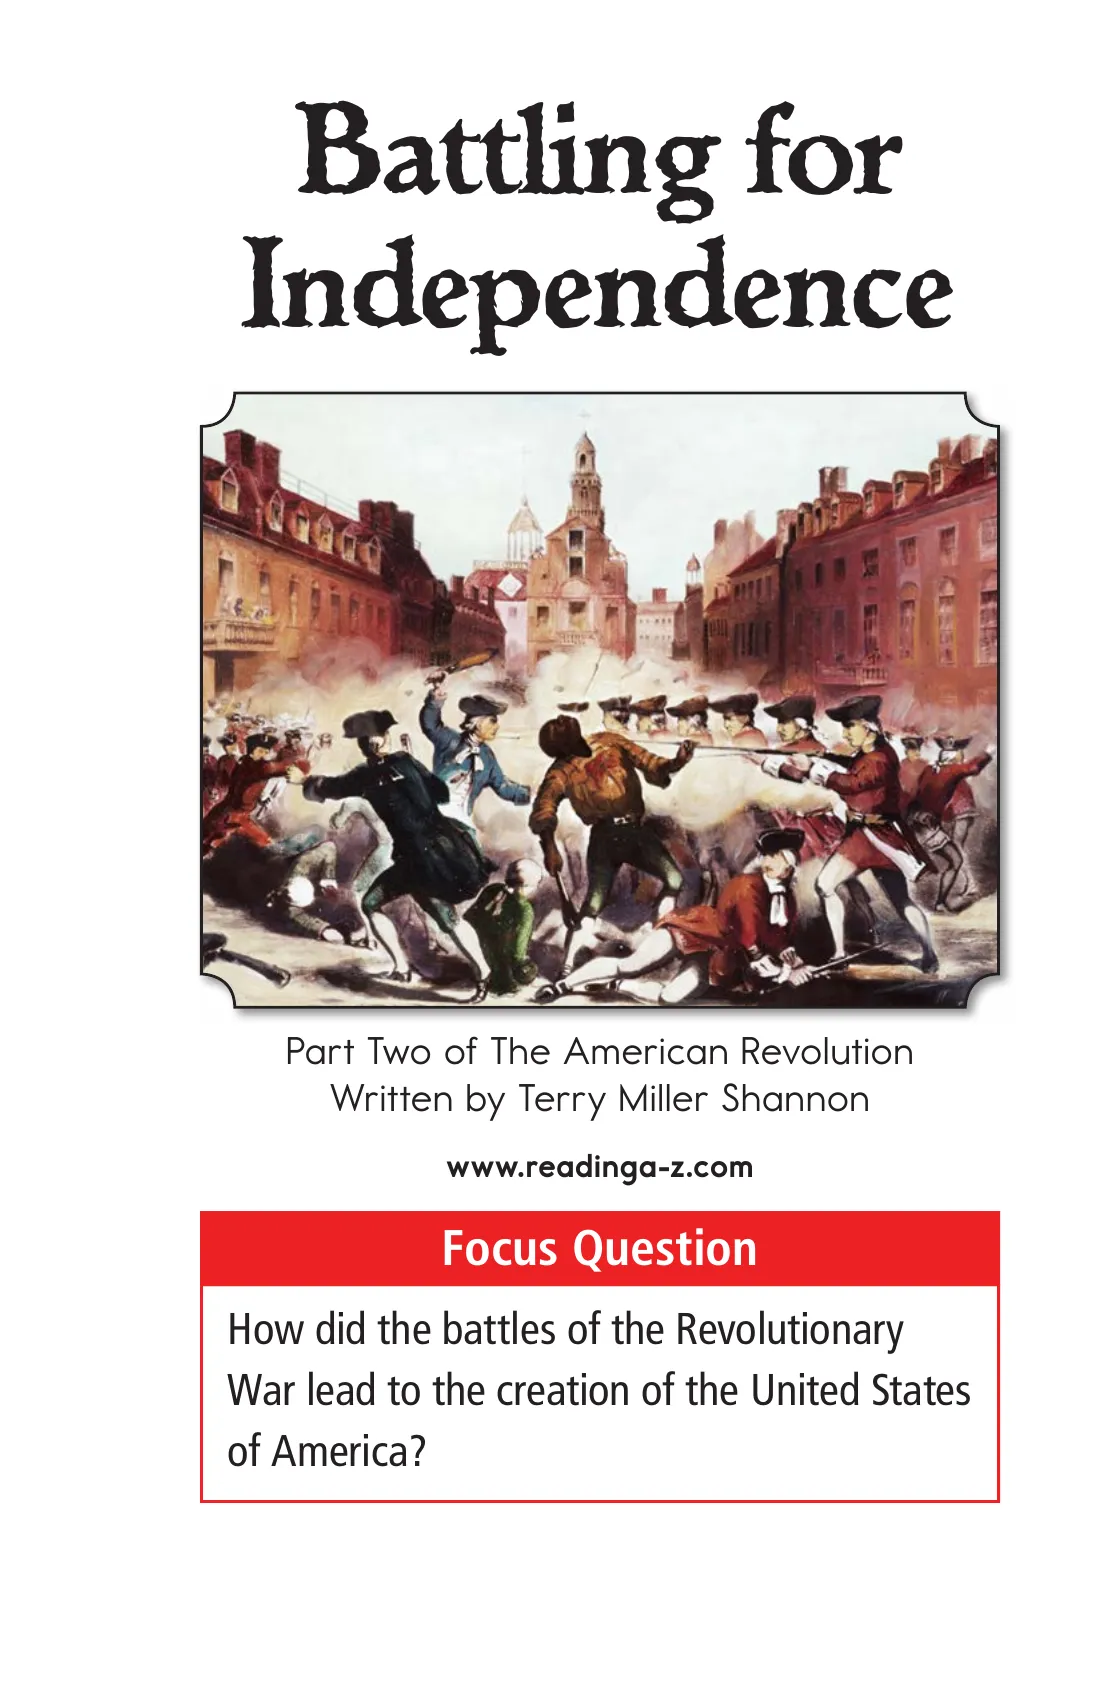 Battling for
Independence
Part Two of The American Revolution
Written by Terry Miller Shannon
www.readinga-z.com
Focus Question
How did the battles of the Revolutionary
War lead to the creation of the United States
of America?